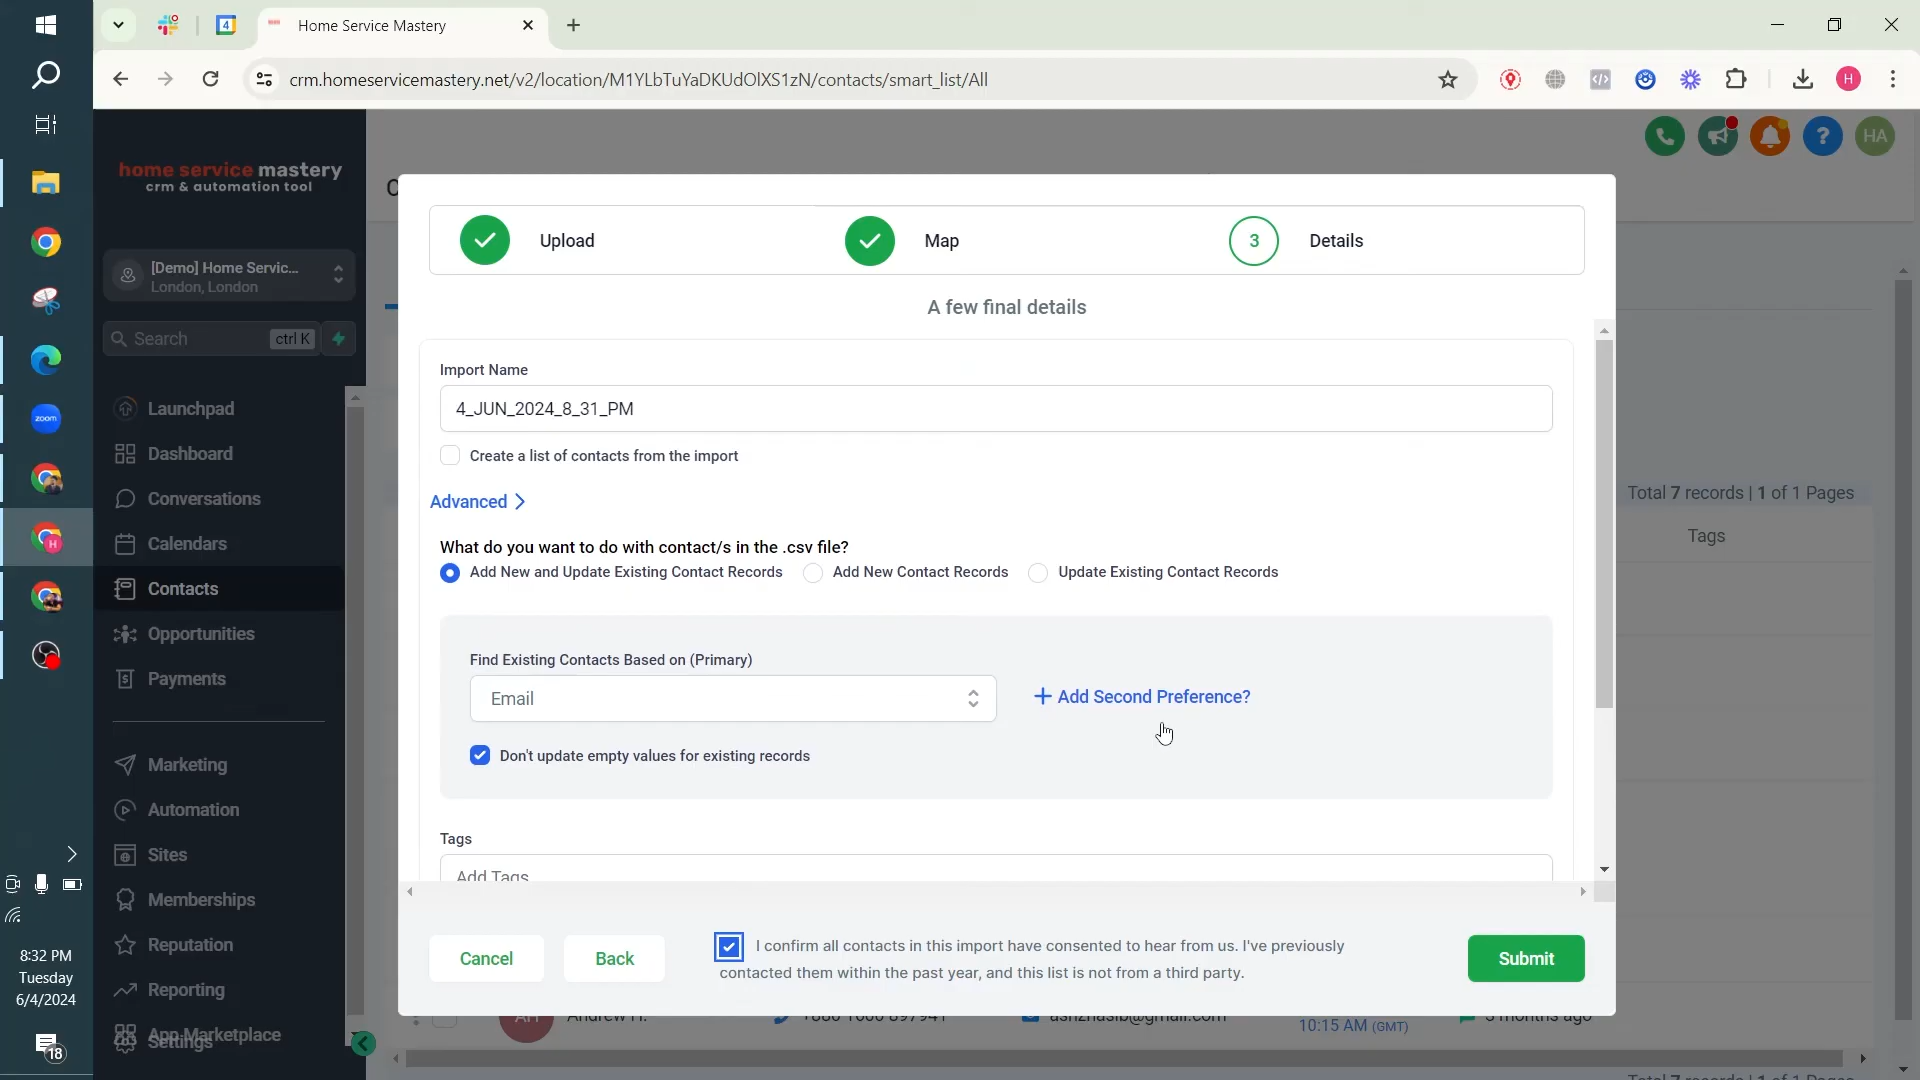 Home Service Mastery
crm.homeservicemastery.net/v2/location/M1YLbTuYaDKUdOlXS1zN/contacts/smart_list/All
H
4
home service mastery
crm & automation tool
HA
[Demo] Home Servic...
London, London
Search
ctrl K
Launchpad
Dashboard
Conversations
Calendars
Contacts
Opportunities
Payments
Marketing
Automation
Sites
Memberships
Reputation
Reporting
App Marketplace
Settings
zoom
8:32 PM
Tuesday
6/4/2024
18
Upload
Map
3
Details
A few final details
Import Name
4_JUN_2024_8_31_PM
Create a list of contacts from the import
Advanced
What do you want to do with contact/s in the .csv file?
Add New and Update Existing Contact Records
Add New Contact Records
Update Existing Contact Records
Find Existing Contacts Based on (Primary)
Email
+ Add Second Preference?
Don't update empty values for existing records
Tags
Add Tags
Cancel
Back
I confirm all contacts in this import have consented to hear from us. I've previously
contacted them within the past year, and this list is not from a third party.
Submit
Total 7 records | 1 of 1 Pages
Tags
Andrew H.
10:15 AM (GMT)
3 months ago